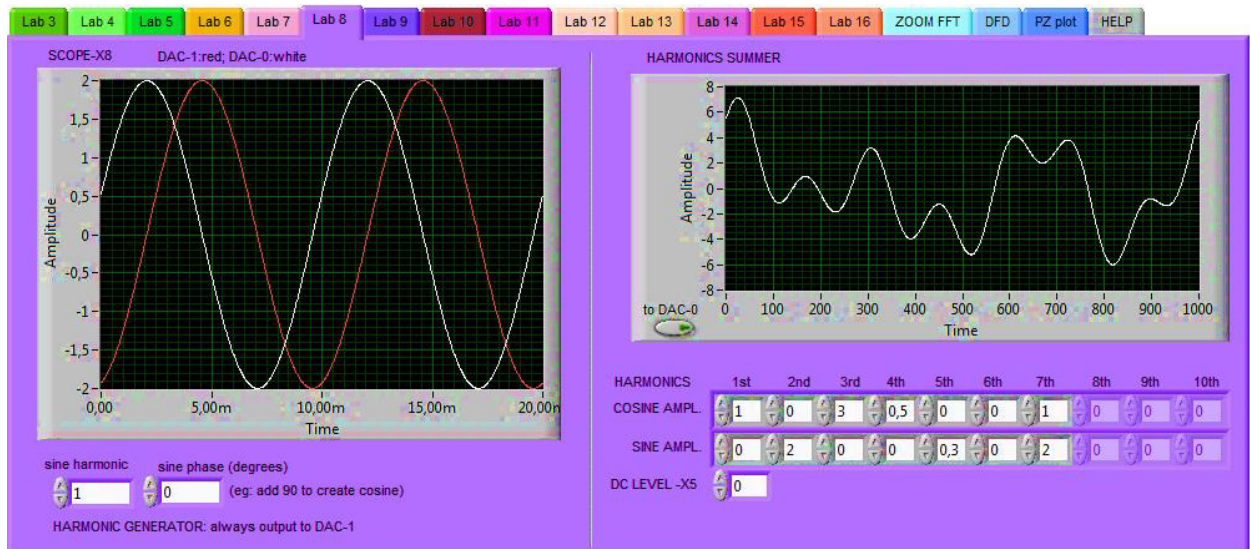 Lab 3 Lab 4 Lab 5 Lab 6 Lab 7 Lab 8 Lab 9 Lab 10 Lab 11 Lab 12 Lab 13 Lab 14 Lab 15 Lab 16 ZOOM FFT DFD PZ plot HELP
SCOPE-X8 DAC-1:red; DAC-0:white
2
1,5
1
0,5
0
-0,5
-1
-1,5
-2
Amplitude
0,00 5,00m 10,00m 15,00m 20,00m
Time
sine harmonic sine phase (degrees)
1 0 (eg: add 90 to create cosine)
HARMONIC GENERATOR: always output to DAC-1
HARMONICS SUMMER
8
6
4
2
0
-2
-4
-6
-8
Amplitude
to DAC-0
0 100 200 300 400 500 600 700 800 900 1000
Time
HARMONICS 1st 2nd 3rd 4th 5th 6th 7th 8th 9th 10th
COSINE AMPL. 1 0 3 0,5 0 0 1 0 0 0
SINE AMPL. 0 2 0 0 0,3 0 2 0 0 0
DC LEVEL -X5 0